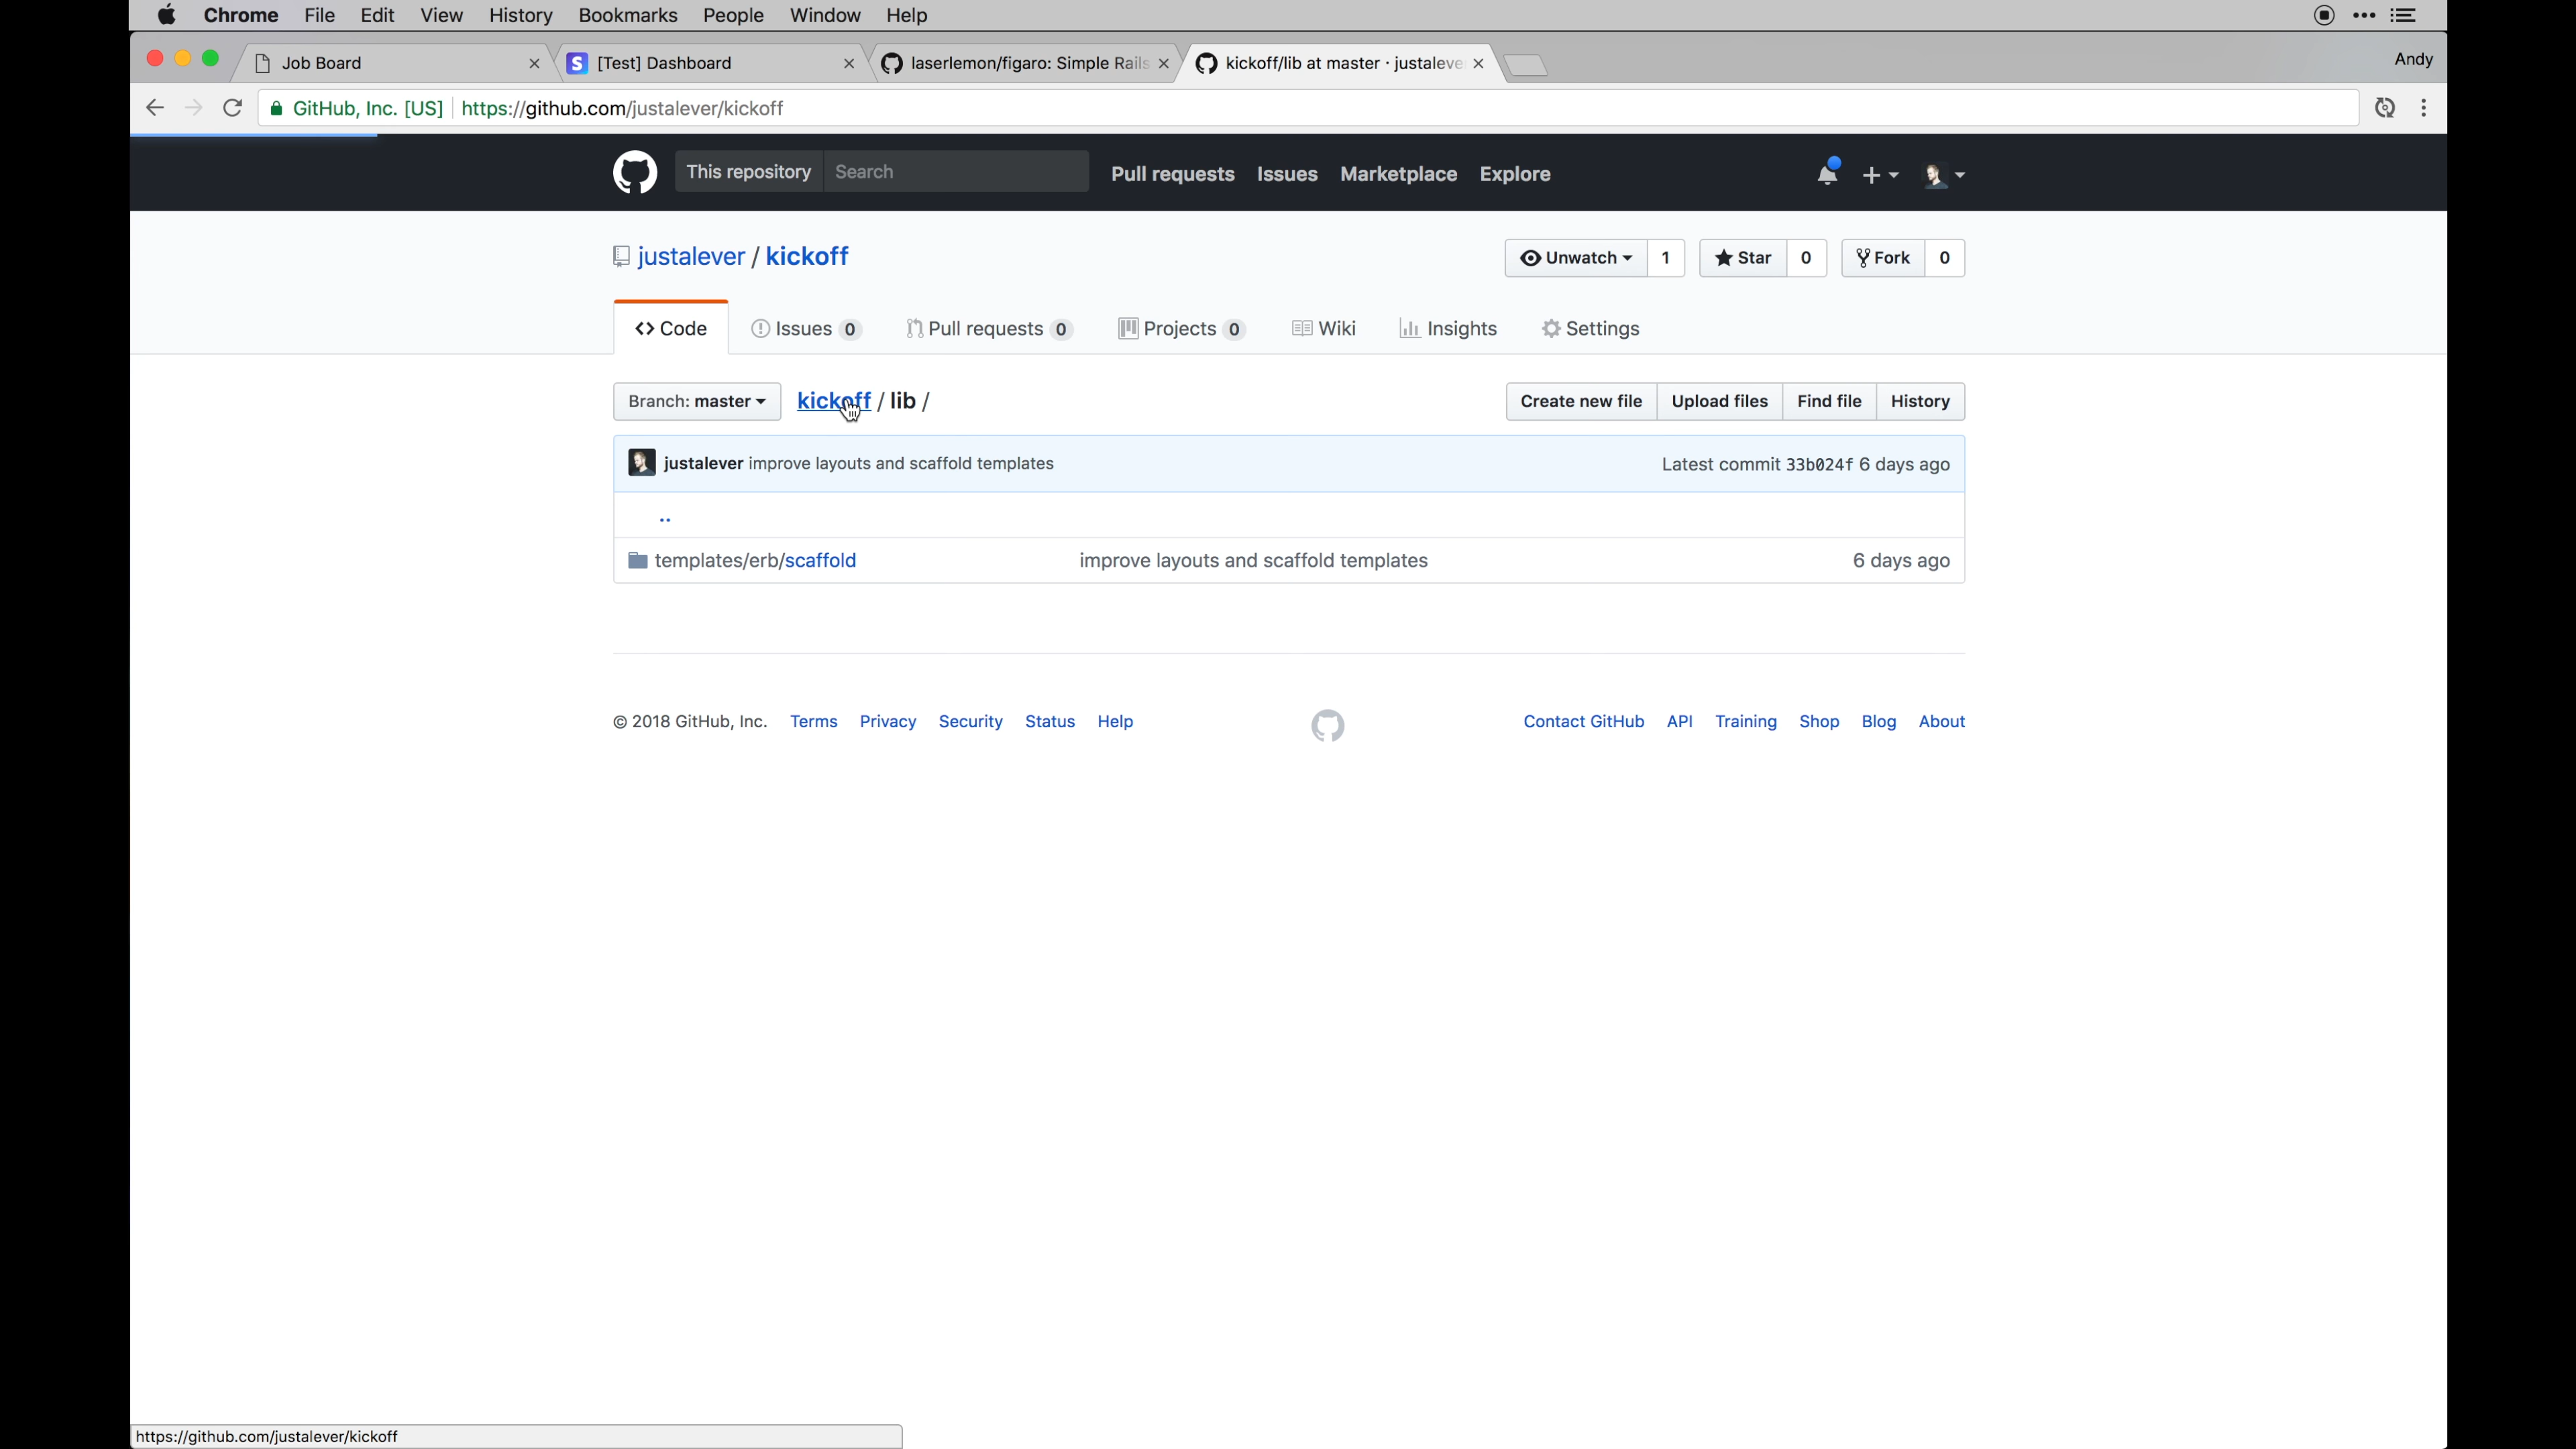 Chrome File Edit View History Bookmarks People Window Help
Job Board [Test] Dashboard laserlemon/figaro: Simple Rails kickoff/lib at master · justaleve Andy
GitHub, Inc. [US] https://github.com/justalever/kickoff
This repository Search Pull requests Issues Marketplace Explore
justalever / kickoff Unwatch 1 Star 0 Fork 0
Code Issues 0 Pull requests 0 Projects 0 Wiki Insights Settings
Branch: master kickoff / lib / Create new file Upload files Find file History
justalever improve layouts and scaffold templates Latest commit 33b024f 6 days ago
..
templates/erb/scaffold improve layouts and scaffold templates 6 days ago
© 2018 GitHub, Inc. Terms Privacy Security Status Help Contact GitHub API Training Shop Blog About
https://github.com/justalever/kickoff